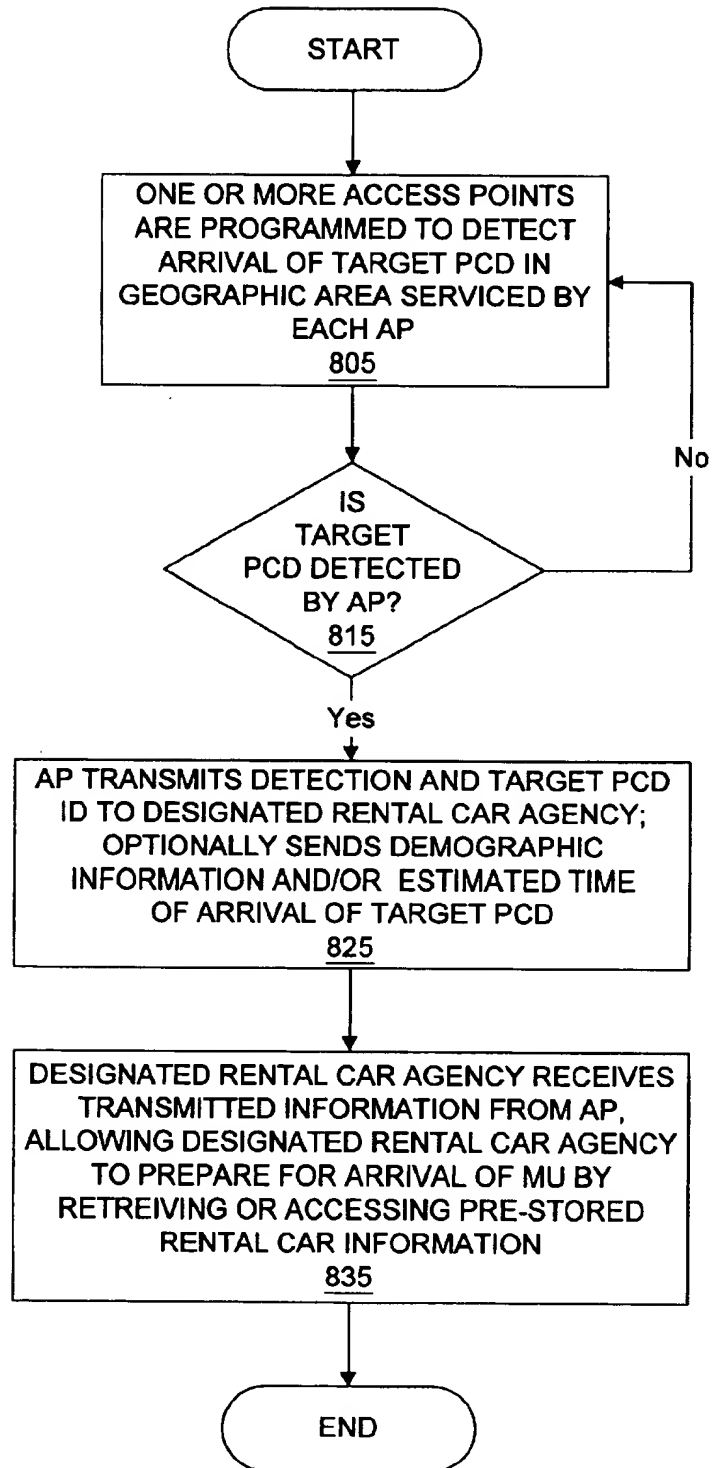 START
ONE OR MORE ACCESS POINTS
ARE PROGRAMMED TO DETECT
ARRIVAL OF TARGET PCD IN
GEOGRAPHIC AREA SERVICED BY
EACH AP
805
No
IS
TARGET
PCD DETECTED
BY AP?
815
Yes
AP TRANSMITS DETECTION AND TARGET PCD
ID TO DESIGNATED RENTAL CAR AGENCY;
OPTIONALLY SENDS DEMOGRAPHIC
INFORMATION AND/OR ESTIMATED TIME
OF ARRIVAL OF TARGET PCD
825
DESIGNATED RENTAL CAR AGENCY RECEIVES
TRANSMITTED INFORMATION FROM AP,
ALLOWING DESIGNATED RENTAL CAR AGENCY
TO PREPARE FOR ARRIVAL OF MU BY
RETREIVING OR ACCESSING PRE-STORED
RENTAL CAR INFORMATION
835
END